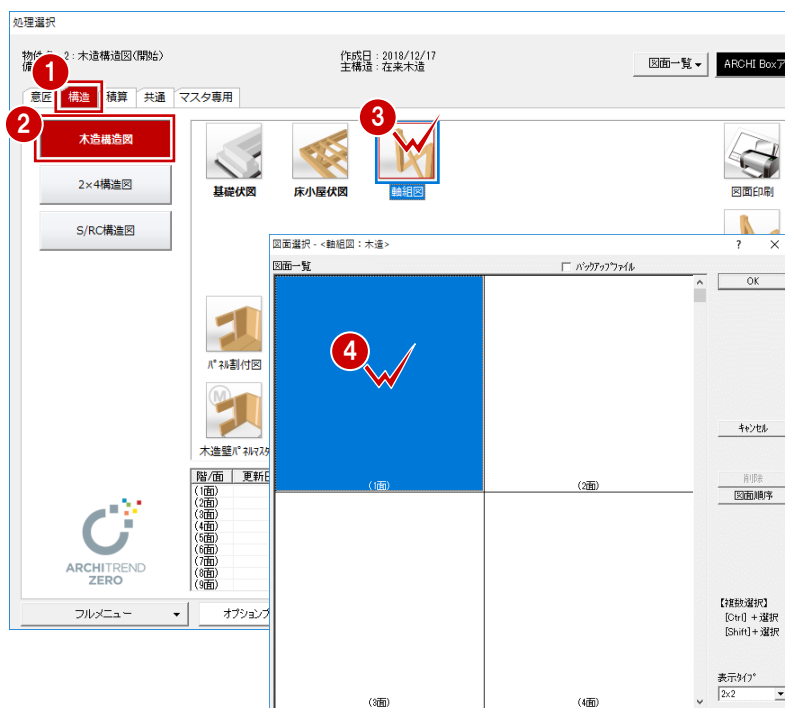 処理選択
2：木造構造図(開始)
作成日：2018/12/17
主構造：在来木造
図面一覧
ARCHI Boxア
1
意匠 構造 積算 共通 マスタ専用
2
木造構造図
2×4構造図
S/RC構造図
3
基礎伏図 床小屋伏図 軸組図 図面印刷
パネル割付図
木造壁パネルマスタ
階/面 更新日
(1面)
(2面)
(3面)
(4面)
(5面)
(6面)
(7面)
(8面)
(9面)
ARCHITREND
ZERO
フルメニュー
図面選択 - <軸組図：木造>
図面一覧
バックアップファイル
4
(1面) (2面)
(3面) (4面)
OK
キャンセル
削除
図面順序
【複数選択】
[Ctrl] + 選択
[Shift] + 選択
表示タイプ
2x2